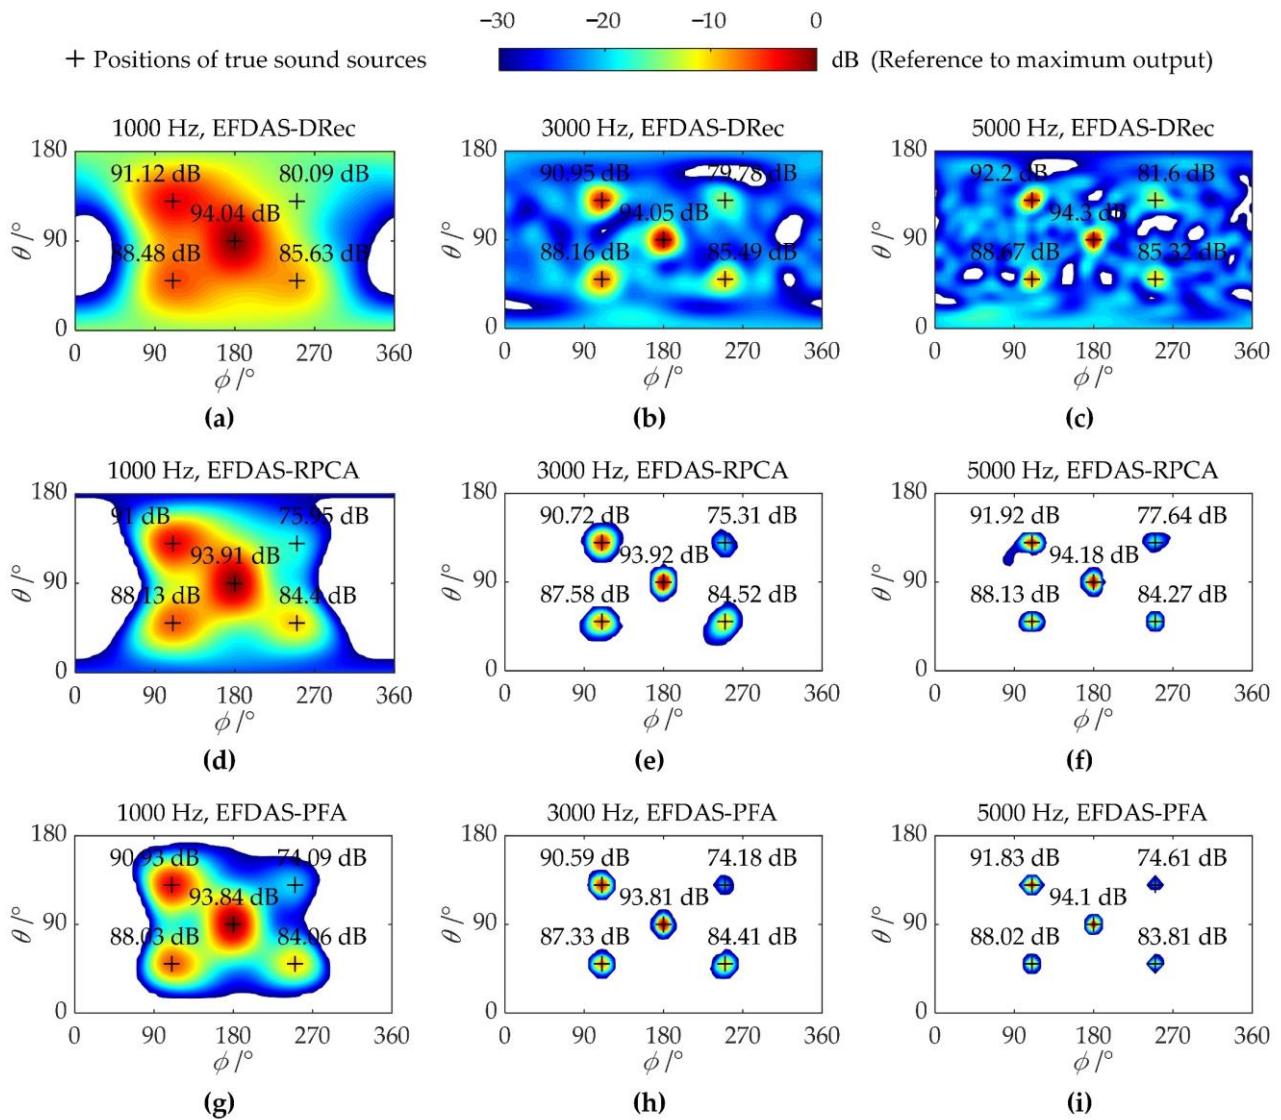 −30 −20 −10 0
+ Positions of true sound sources
dB (Reference to maximum output)
1000 Hz, EFDAS-DRec
3000 Hz, EFDAS-DRec
5000 Hz, EFDAS-DRec
180
90
0
θ /°
91.12 dB
80.09 dB
94.04 dB
88.48 dB
85.63 dB
0 90 180 270 360
ϕ /°
(a)
180
90
0
θ /°
90.95 dB
79.78 dB
94.05 dB
88.16 dB
85.49 dB
0 90 180 270 360
ϕ /°
(b)
180
90
0
θ /°
92.2 dB
81.6 dB
94.3 dB
88.67 dB
85.32 dB
0 90 180 270 360
ϕ /°
(c)
1000 Hz, EFDAS-RPCA
3000 Hz, EFDAS-RPCA
5000 Hz, EFDAS-RPCA
180
90
0
θ /°
91 dB
75.95 dB
93.91 dB
88.13 dB
84.4 dB
0 90 180 270 360
ϕ /°
(d)
180
90
0
θ /°
90.72 dB
75.31 dB
93.92 dB
87.58 dB
84.52 dB
0 90 180 270 360
ϕ /°
(e)
180
90
0
θ /°
91.92 dB
77.64 dB
94.18 dB
88.13 dB
84.27 dB
0 90 180 270 360
ϕ /°
(f)
1000 Hz, EFDAS-PFA
3000 Hz, EFDAS-PFA
5000 Hz, EFDAS-PFA
180
90
0
θ /°
90.93 dB
74.09 dB
93.84 dB
88.03 dB
84.06 dB
0 90 180 270 360
ϕ /°
(g)
180
90
0
θ /°
90.59 dB
74.18 dB
93.81 dB
87.33 dB
84.41 dB
0 90 180 270 360
ϕ /°
(h)
180
90
0
θ /°
91.83 dB
74.61 dB
94.1 dB
88.02 dB
83.81 dB
0 90 180 270 360
ϕ /°
(i)